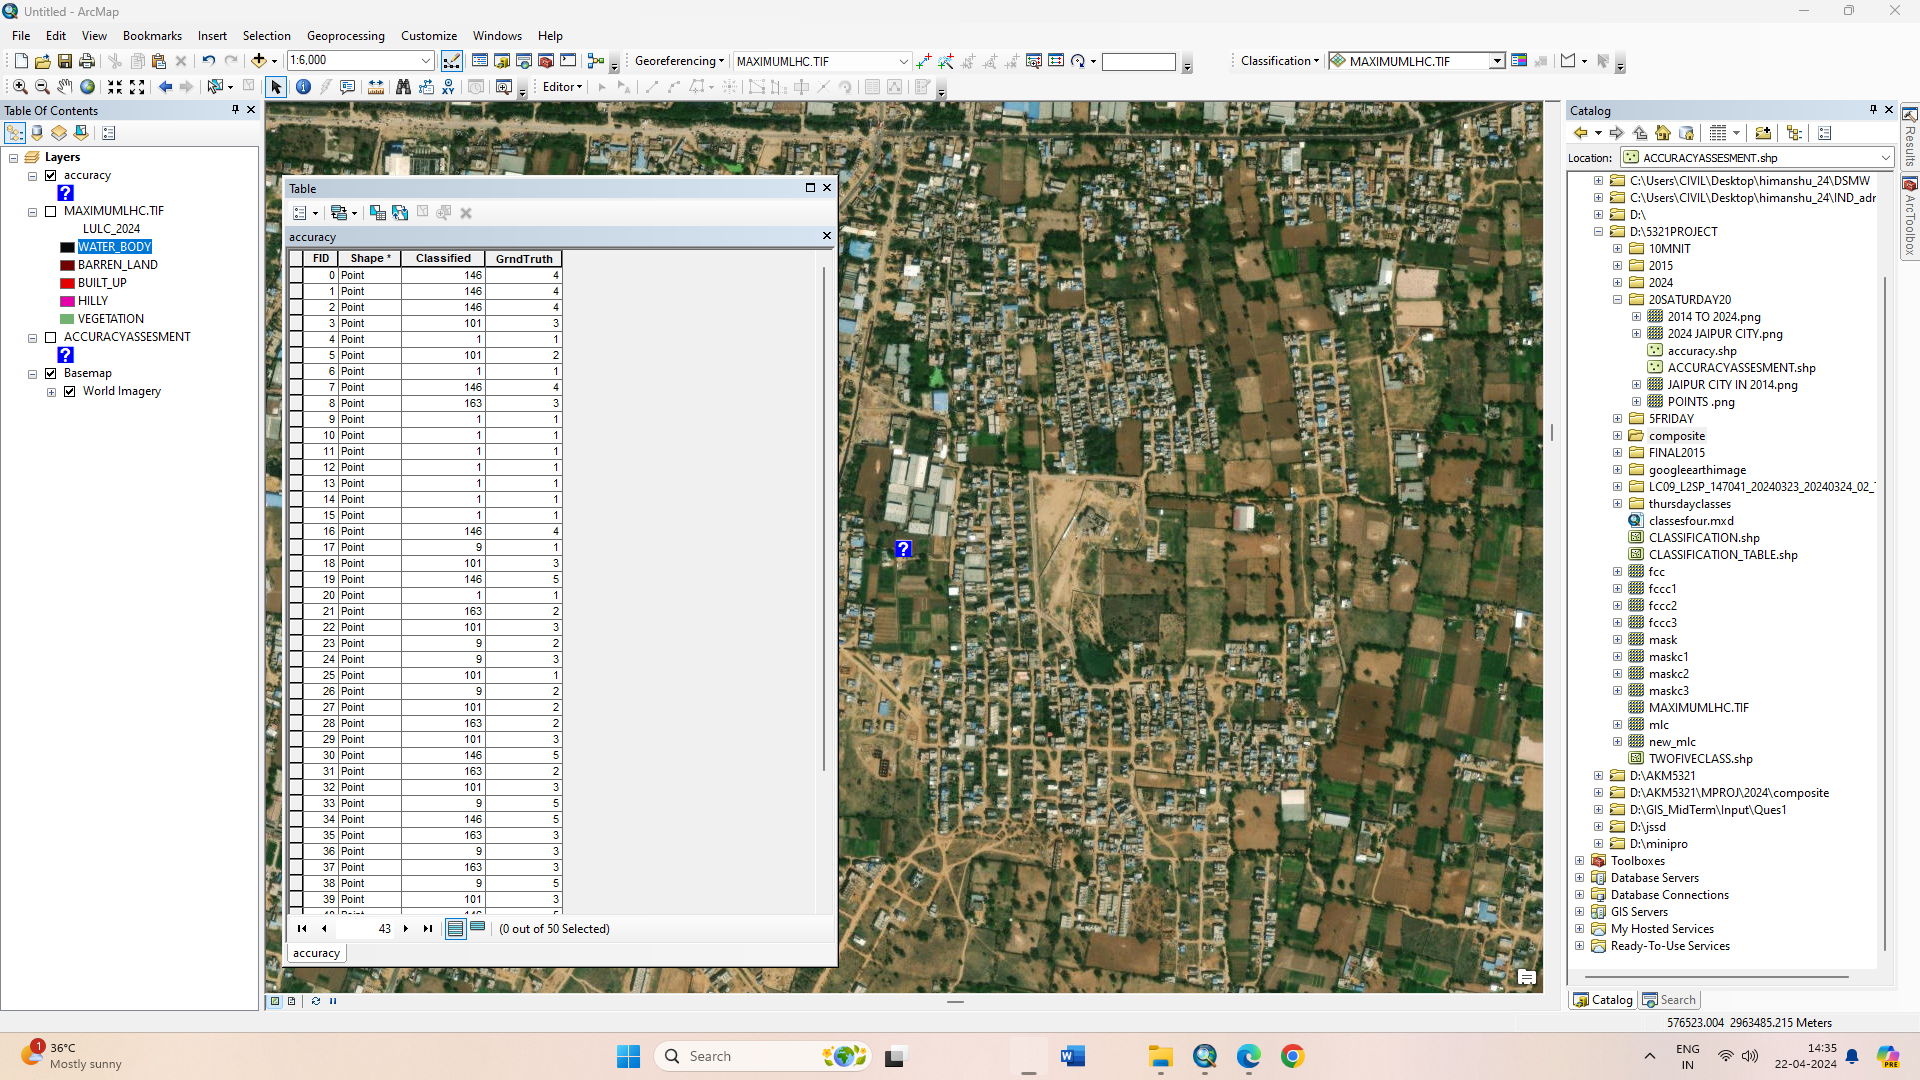 Untitled - ArcMap
File Edit View Bookmarks Insert Selection Geoprocessing Customize Windows Help
1:6,000
Georeferencing MAXIMUMLHC.TIF
Classification MAXIMUMLHC.TIF
Editor
Table Of Contents
Layers
accuracy
?
MAXIMUMLHC.TIF
LULC_2024
WATER_BODY
BARREN_LAND
BUILT_UP
HILLY
VEGETATION
ACCURACYASSESMENT
?
Basemap
World Imagery
Table
accuracy
FID Shape * Classified GrndTruth
0 Point 146 4
1 Point 146 4
2 Point 146 4
3 Point 101 3
4 Point 1 1
5 Point 101 2
6 Point 1 1
7 Point 146 4
8 Point 163 3
9 Point 1 1
10 Point 1 1
11 Point 1 1
12 Point 1 1
13 Point 1 1
14 Point 1 1
15 Point 1 1
16 Point 146 4
17 Point 9 1
18 Point 101 3
19 Point 146 5
20 Point 1 1
21 Point 163 2
22 Point 101 3
23 Point 9 2
24 Point 9 3
25 Point 101 1
26 Point 9 2
27 Point 101 2
28 Point 163 2
29 Point 101 3
30 Point 146 5
31 Point 163 2
32 Point 101 3
33 Point 9 5
34 Point 146 5
35 Point 163 3
36 Point 9 3
37 Point 163 3
38 Point 9 5
39 Point 101 3
43 (0 out of 50 Selected)
accuracy
?
Catalog
Location: ACCURACYASSESMENT.shp
C:\Users\CIVIL\Desktop\himanshu_24\DSMW
C:\Users\CIVIL\Desktop\himanshu_24\IND_adr
D:\
D:\5321PROJECT
10MNIT
2015
2024
20SATURDAY20
2014 TO 2024.png
2024 JAIPUR CITY.png
accuracy.shp
ACCURACYASSESMENT.shp
JAIPUR CITY IN 2014.png
POINTS .png
5FRIDAY
composite
FINAL2015
googleearthimage
LC09_L2SP_147041_20240323_20240324_02_
thursdayclasses
classesfour.mxd
CLASSIFICATION.shp
CLASSIFICATION_TABLE.shp
fcc
fccc1
fccc2
fccc3
mask
maskc1
maskc2
maskc3
MAXIMUMLHC.TIF
mlc
new_mlc
TWOFIVECLASS.shp
D:\AKM5321
D:\AKM5321\MPROJ\2024\composite
D:\GIS_MidTerm\Input\Ques1
D:\jssd
D:\minipro
Toolboxes
Database Servers
Database Connections
GIS Servers
My Hosted Services
Ready-To-Use Services
Catalog Search
Results
ArcToolbox
576523.004 2963485.215 Meters
1
36°C
Mostly sunny
Search
ENG
IN
14:35
22-04-2024
PRE